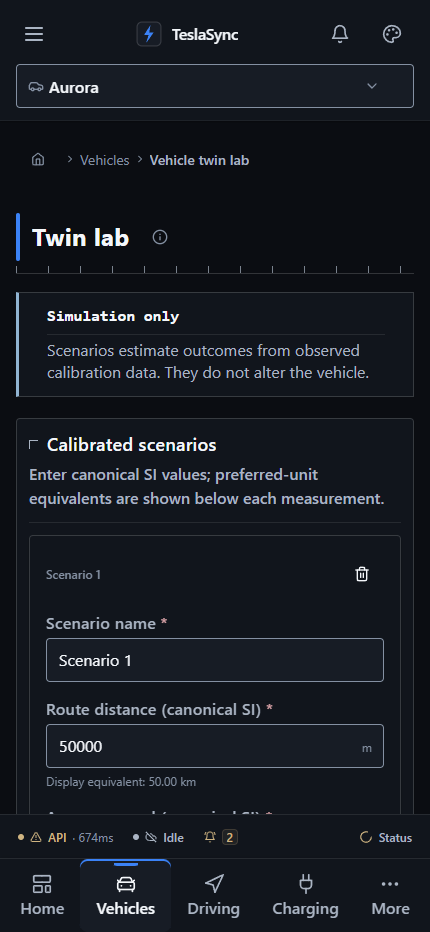 TeslaSync
Aurora
Vehicles
Vehicle twin lab
Twin lab
Simulation only
Scenarios estimate outcomes from observed
calibration data. They do not alter the vehicle.
Calibrated scenarios
Enter canonical SI values; preferred-unit
equivalents are shown below each measurement.
Scenario 1
Scenario name *
Scenario 1
Route distance (canonical SI) *
50000 m
Display equivalent: 50.00 km
API · 674ms Idle 2 Status
Home Vehicles Driving Charging More